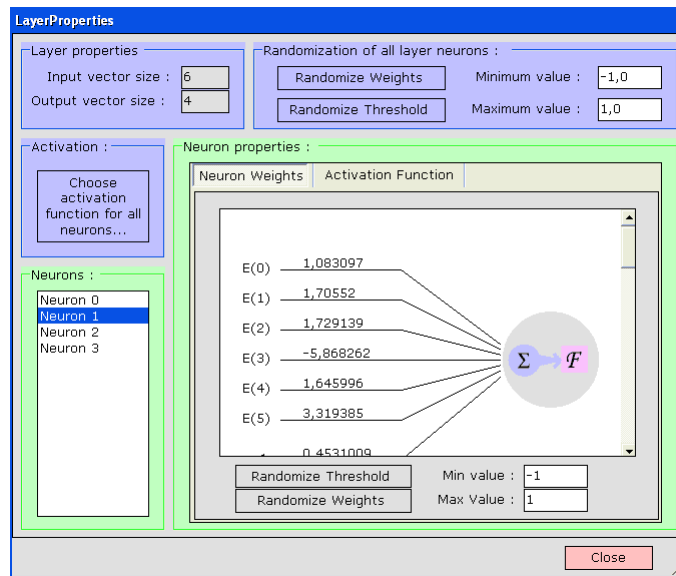 LayerProperties
Layer properties
Input vector size : 6
Output vector size : 4
Randomization of all layer neurons :
Randomize Weights Minimum value : -1,0
Randomize Threshold Maximum value : 1,0
Activation :
Choose
activation
function for all
neurons...
Neurons :
Neuron 0
Neuron 1
Neuron 2
Neuron 3
Neuron properties :
Neuron Weights Activation Function
E(0) 1,083097
E(1) 1,70552
E(2) 1,729139
E(3) -5,868262
E(4) 1,645996
E(5) 3,319385
0,4531009
Σ F
Randomize Threshold Min value : -1
Randomize Weights Max Value : 1
Close